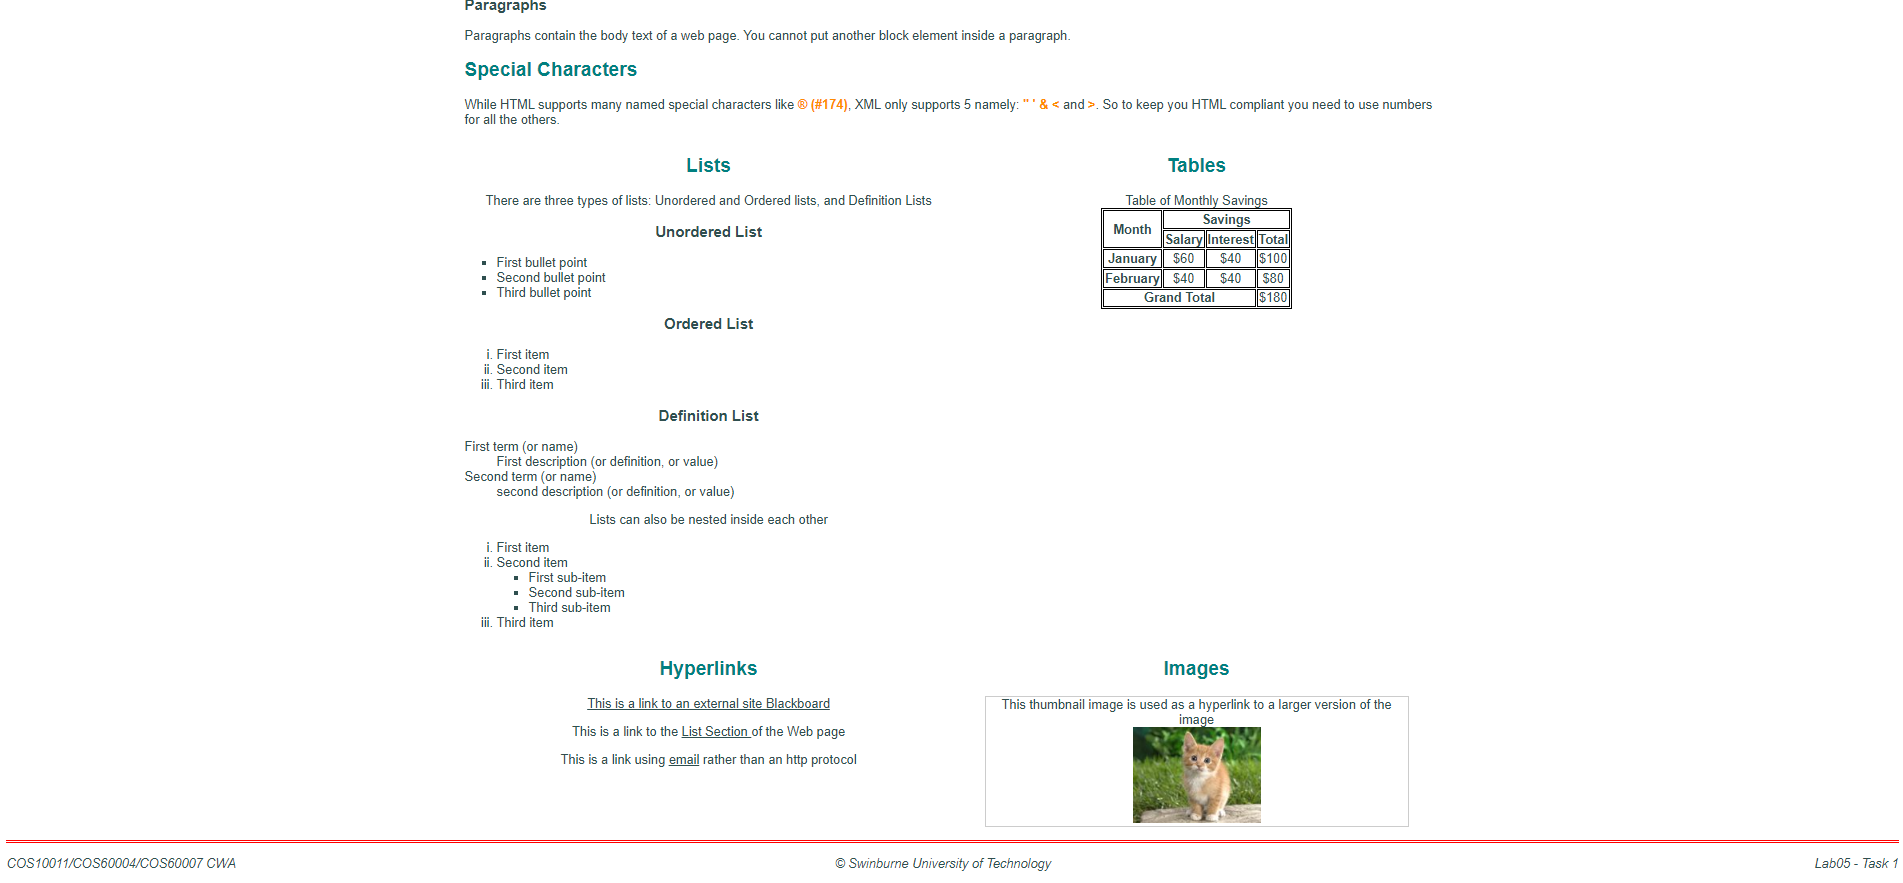 Paragraphs
Paragraphs contain the body text of a web page. You cannot put another block element inside a paragraph.
Special Characters
While HTML supports many named special characters like ® (#174), XML only supports 5 namely: " ' & < and >. So to keep you HTML compliant you need to use numbers
for all the others.
Lists
There are three types of lists: Unordered and Ordered lists, and Definition Lists
Unordered List
▪ First bullet point
▪ Second bullet point
▪ Third bullet point
Ordered List
i. First item
ii. Second item
iii. Third item
Definition List
First term (or name)
First description (or definition, or value)
Second term (or name)
second description (or definition, or value)
Lists can also be nested inside each other
i. First item
ii. Second item
▪ First sub-item
▪ Second sub-item
▪ Third sub-item
iii. Third item
Tables
Table of Monthly Savings
Month Savings
Salary Interest Total
January $60 $40 $100
February $40 $40 $80
Grand Total $180
Hyperlinks
This is a link to an external site Blackboard
This is a link to the List Section of the Web page
This is a link using email rather than an http protocol
Images
This thumbnail image is used as a hyperlink to a larger version of the
image
COS10011/COS60004/COS60007 CWA
© Swinburne University of Technology
Lab05 - Task 1